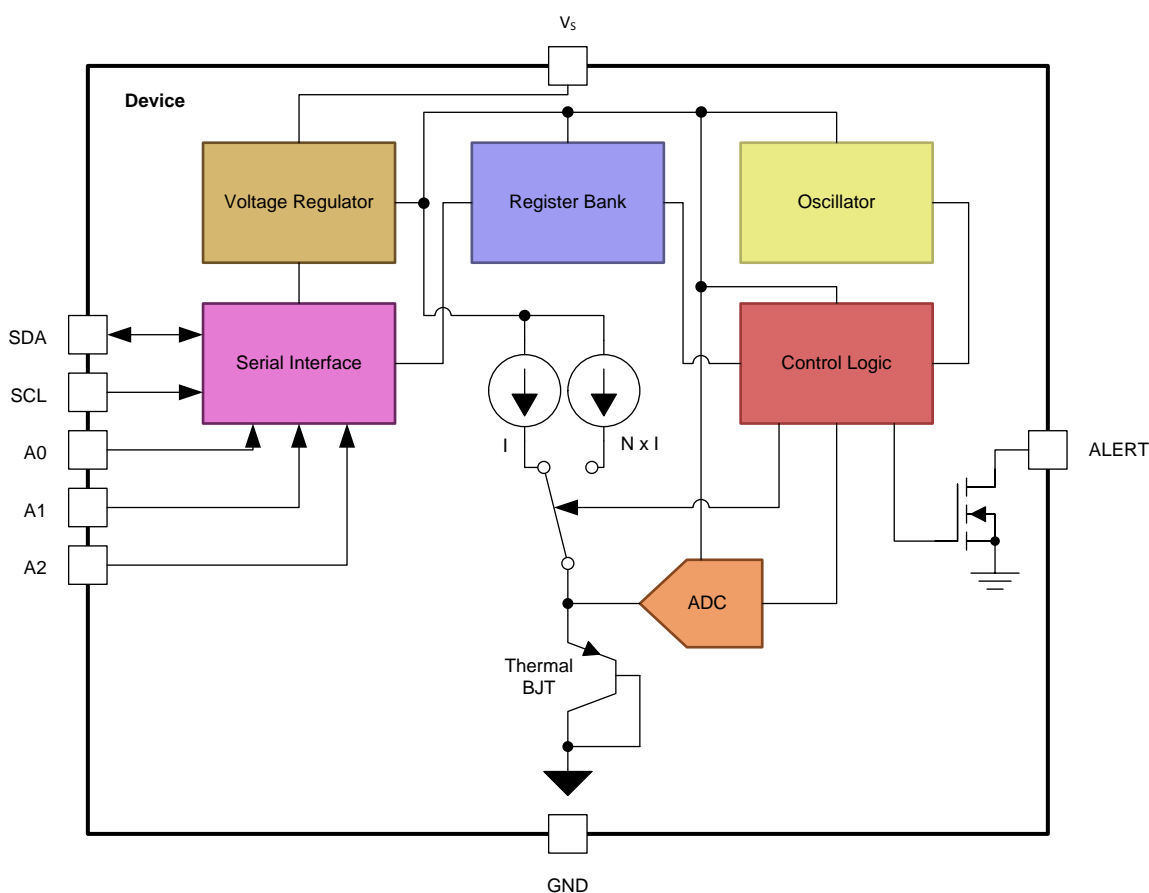 VS
Device
Voltage Regulator
Register Bank
Oscillator
SDA
Serial Interface
Control Logic
SCL
A0
I
N x I
ALERT
A1
A2
ADC
Thermal
BJT
GND